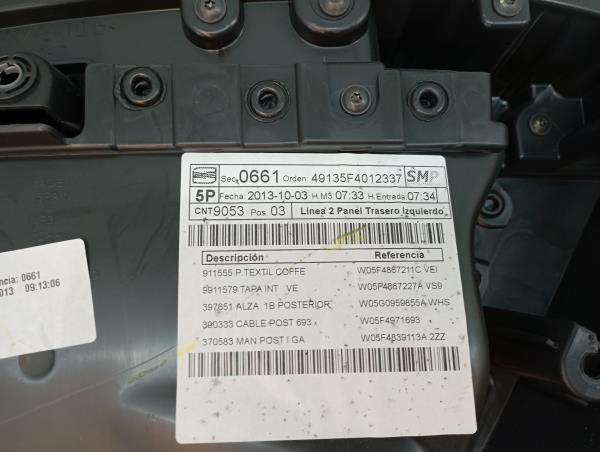 Sec. 0661 Orden: 49135F4012337 SMP
5P Fecha: 2013-10-03 H.M3 07:33 H.Entrada 07:34
CNT 9053 Pos. 03 Línea 2 Panel Trasero Izquierdo
Descripción Referencia
911555 P.TEXTIL COFFE W05F4867211C VEI
9911579 TAPA INT VE W05F4867227A VS9
397651 ALZA 1B POSTERIOR W05G0959855A WHS
390333 CABLE POST 693 W05F4971693
370583 MAN POST I GA W05F4839113A 2ZZ
ncia: 0661
013 09:13:06